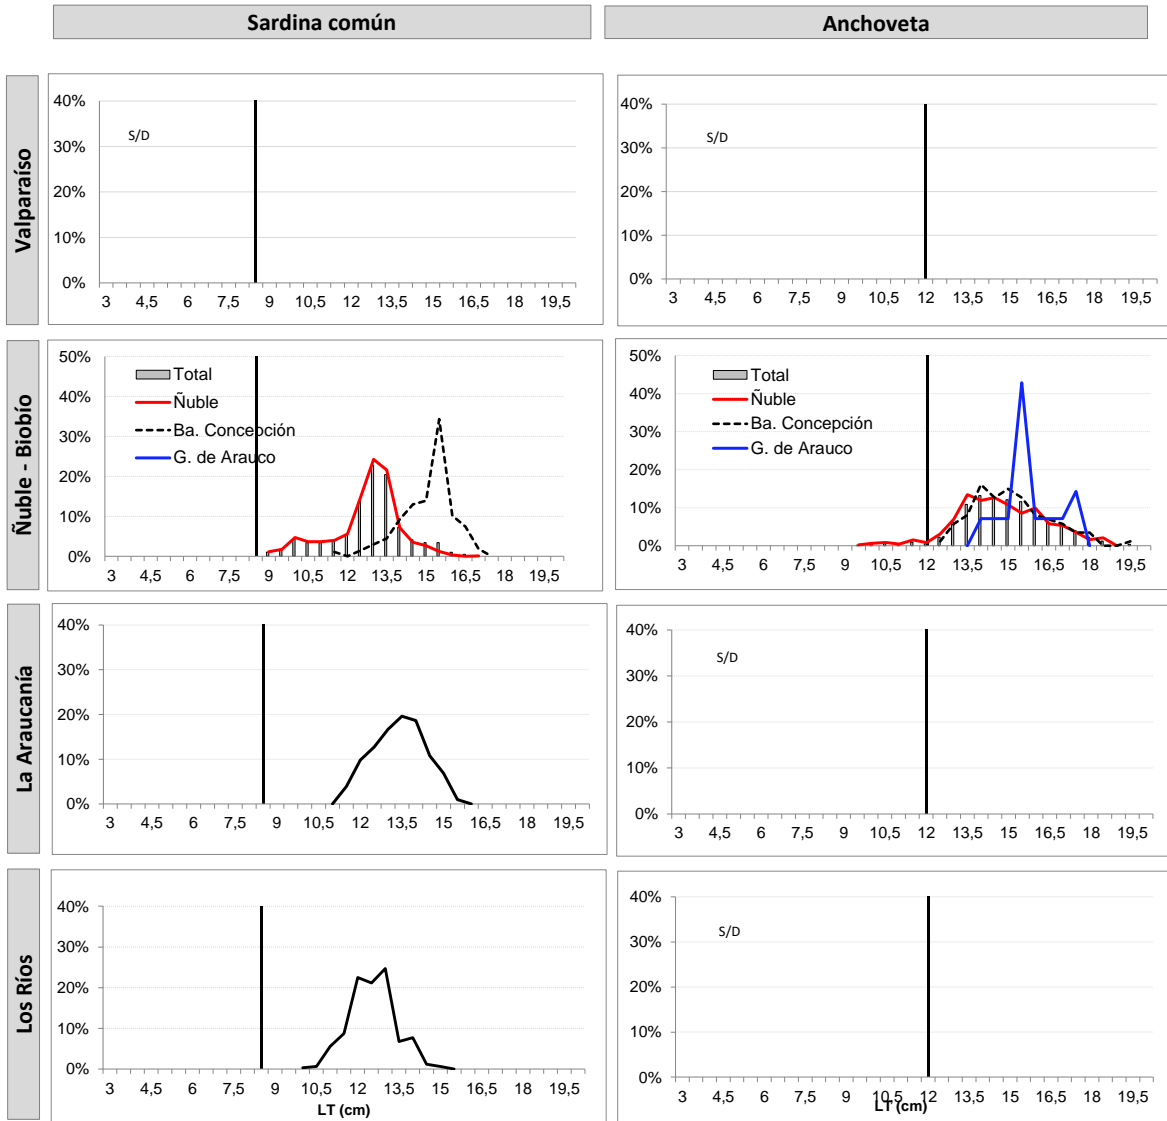 Sardina común
Anchoveta
Valparaíso
40%
30%
20%
10%
0%
S/D
3 4,5 6 7,5 9 10,5 12 13,5 15 16,5 18 19,5
40%
30%
20%
10%
0%
S/D
3 4,5 6 7,5 9 10,5 12 13,5 15 16,5 18 19,5
Ñuble - Biobío
50%
40%
30%
20%
10%
0%
Total
Ñuble
Ba. Concepción
G. de Arauco
3 4,5 6 7,5 9 10,5 12 13,5 15 16,5 18 19,5
50%
40%
30%
20%
10%
0%
Total
Ñuble
Ba. Concepción
G. de Arauco
3 4,5 6 7,5 9 10,5 12 13,5 15 16,5 18 19,5
La Araucanía
40%
30%
20%
10%
0%
3 4,5 6 7,5 9 10,5 12 13,5 15 16,5 18 19,5
40%
30%
20%
10%
0%
S/D
3 4,5 6 7,5 9 10,5 12 13,5 15 16,5 18 19,5
Los Ríos
40%
30%
20%
10%
0%
3 4,5 6 7,5 9 10,5 12 13,5 15 16,5 18 19,5
LT (cm)
40%
30%
20%
10%
0%
S/D
3 4,5 6 7,5 9 10,5 12 13,5 15 16,5 18 19,5
LT (cm)